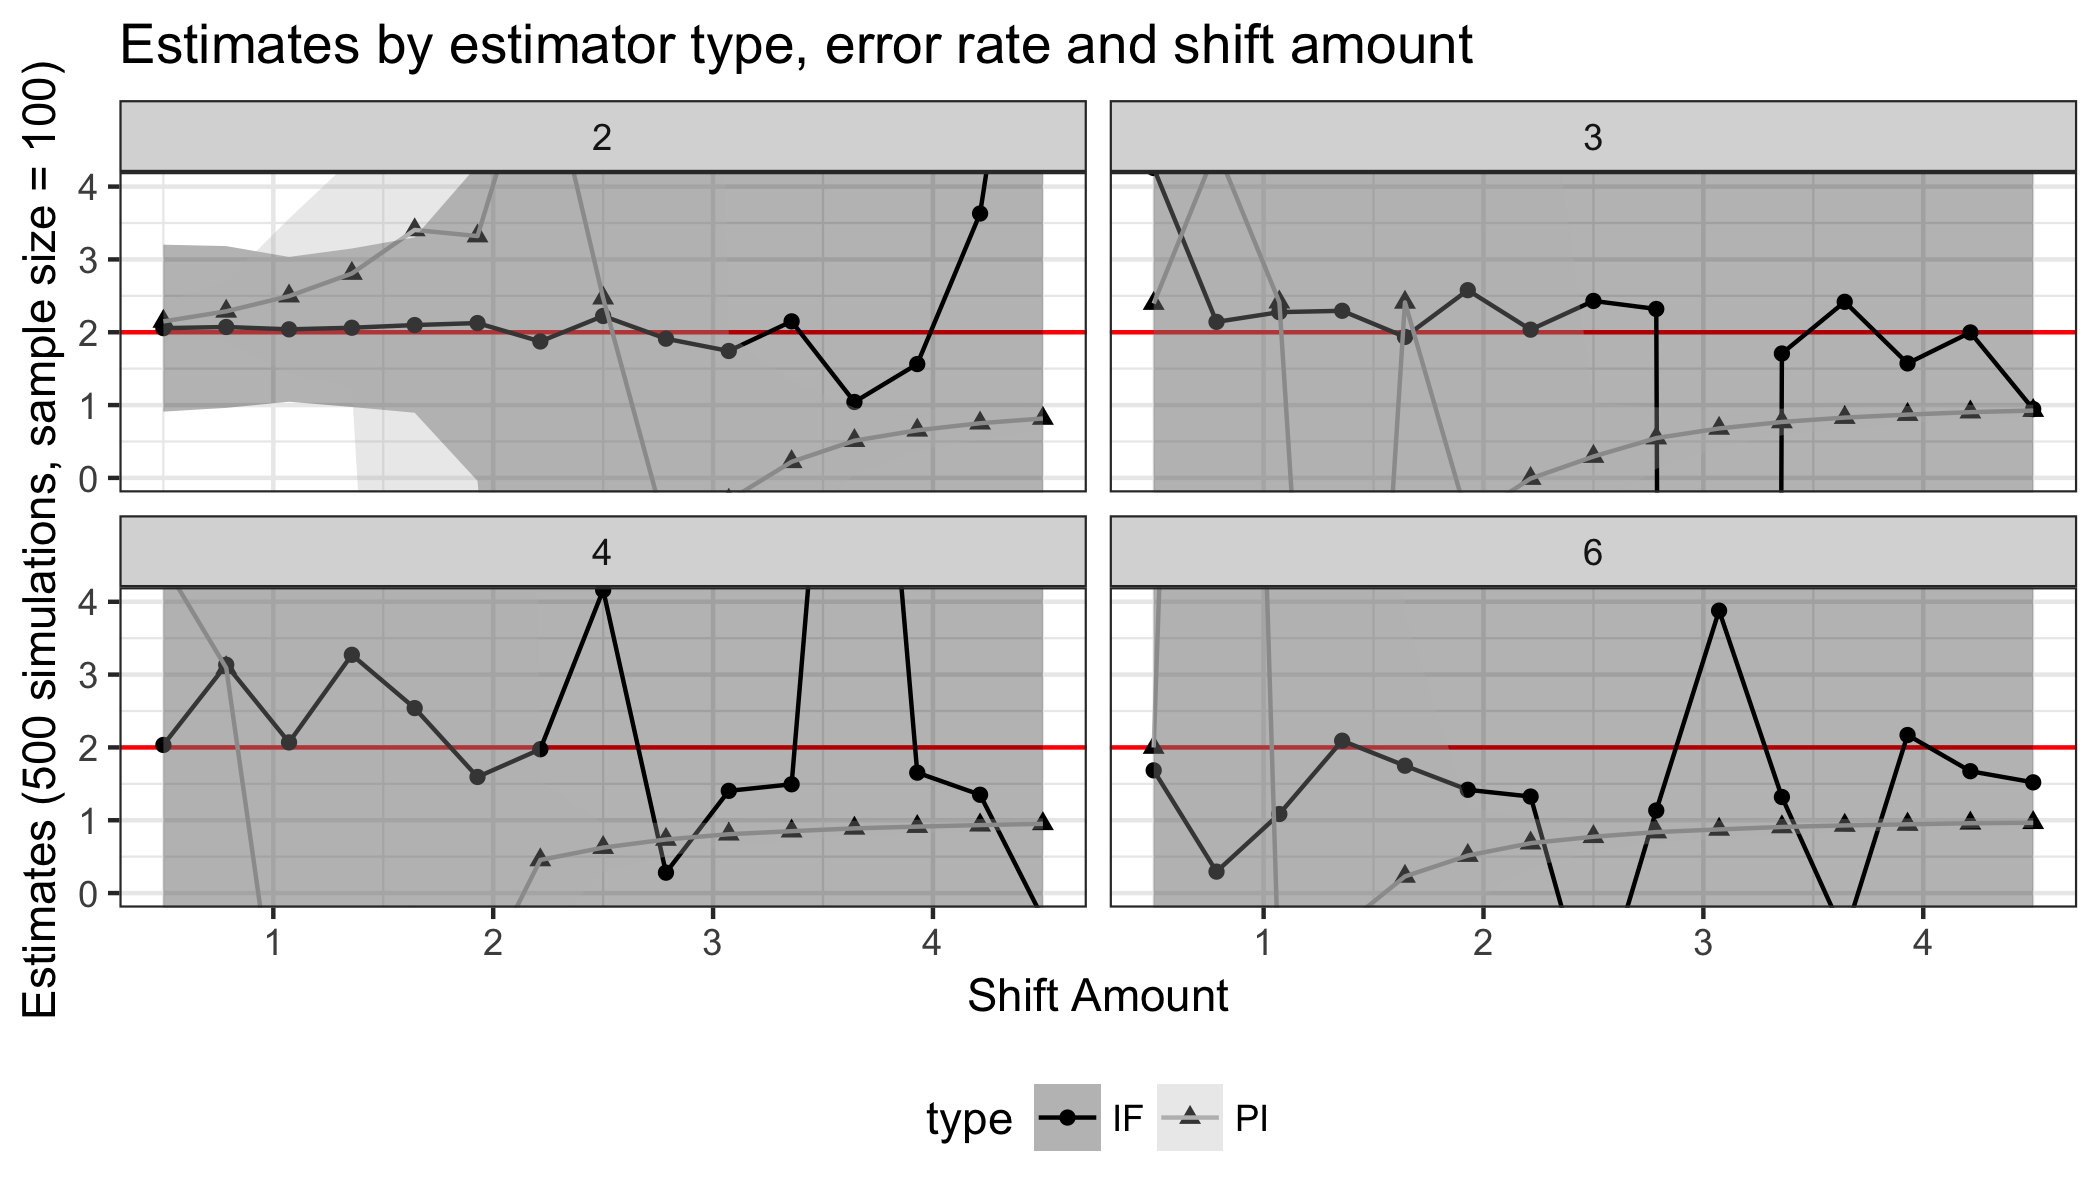 Estimates by estimator type, error rate and shift amount
Estimates (500 simulations, sample size = 100)
2
3
4
3
2
1
0
4
6
4
3
2
1
0
1 2 3 4
1 2 3 4
Shift Amount
type IF PI